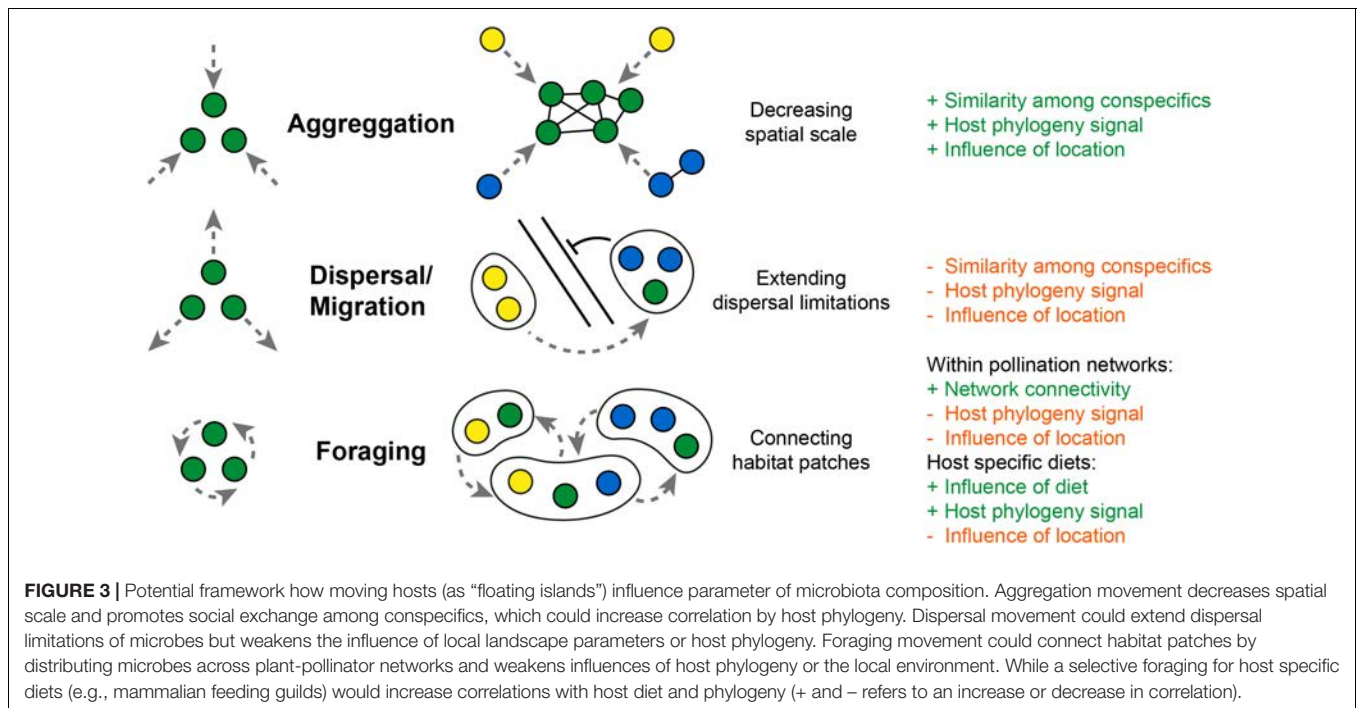 Aggreggation
Decreasing
spatial scale
+ Similarity among conspecifics
+ Host phylogeny signal
+ Influence of location
Dispersal/
Migration
Extending
dispersal limitations
- Similarity among conspecifics
- Host phylogeny signal
- Influence of location
Foraging
Connecting
habitat patches
Within pollination networks:
+ Network connectivity
- Host phylogeny signal
- Influence of location
Host specific diets:
+ Influence of diet
+ Host phylogeny signal
- Influence of location
FIGURE 3 | Potential framework how moving hosts (as “floating islands”) influence parameter of microbiota composition. Aggregation movement decreases spatial
scale and promotes social exchange among conspecifics, which could increase correlation by host phylogeny. Dispersal movement could extend dispersal
limitations of microbes but weakens the influence of local landscape parameters or host phylogeny. Foraging movement could connect habitat patches by
distributing microbes across plant-pollinator networks and weakens influences of host phylogeny or the local environment. While a selective foraging for host specific
diets (e.g., mammalian feeding guilds) would increase correlations with host diet and phylogeny (+ and – refers to an increase or decrease in correlation).